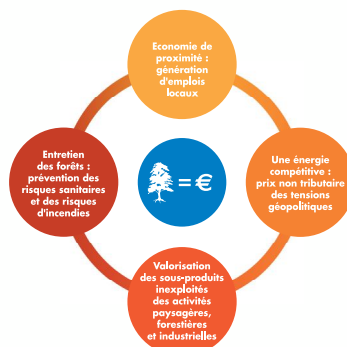 Economie de
proximité :
génération
d'emplois
locaux
Entretien
des forêts :
prévention des
risques sanitaires
et des risques
d'incendies
= €
Une énergie
compétitive :
prix non tributaire
des tensions
géopolitiques
Valorisation
des sous-produits
inexploités
des activités
paysagères,
forestières
et industrielles